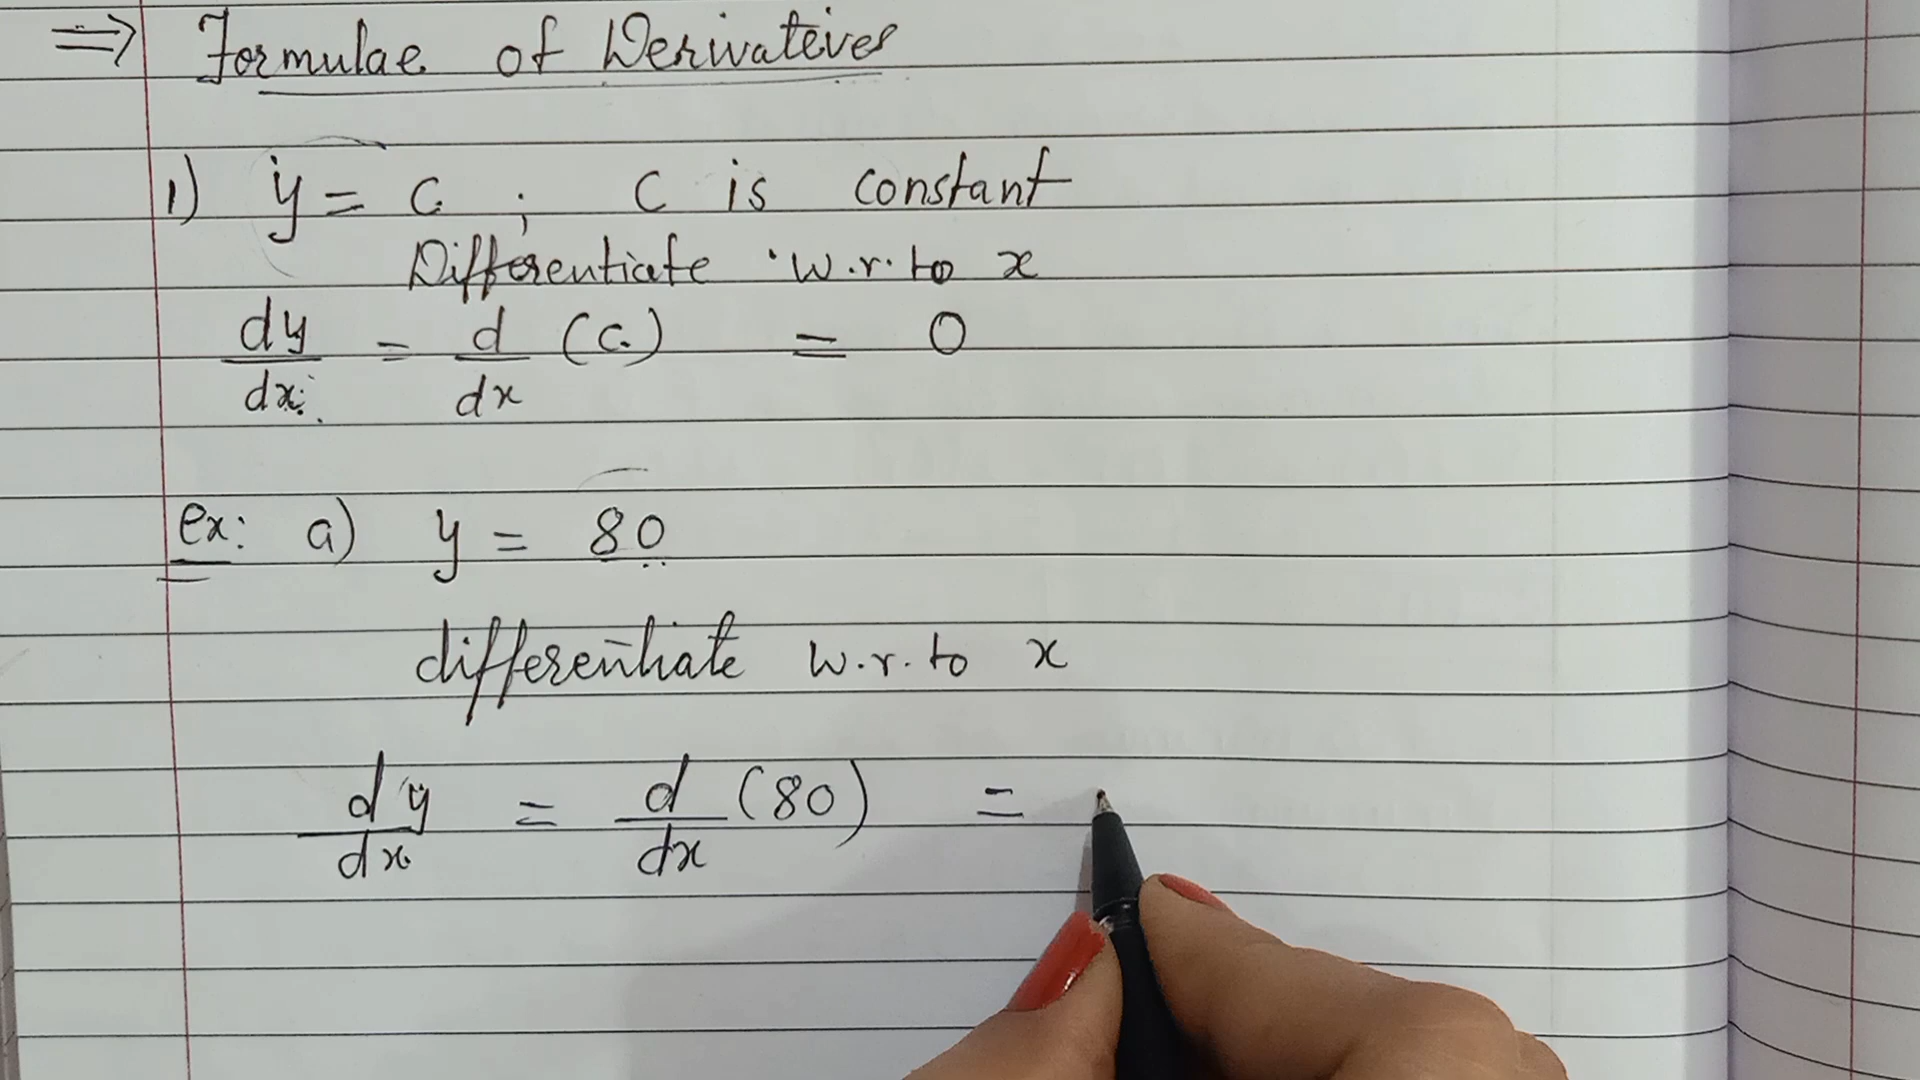 ⇒ Formulae of Derivatives
1) y = c ; c is constant
Differentiate w.r.to x
dy/dx = d/dx (c) = 0
ex: a) y = 80
differentiate w.r.to x
dy/dx = d/dx (80) =